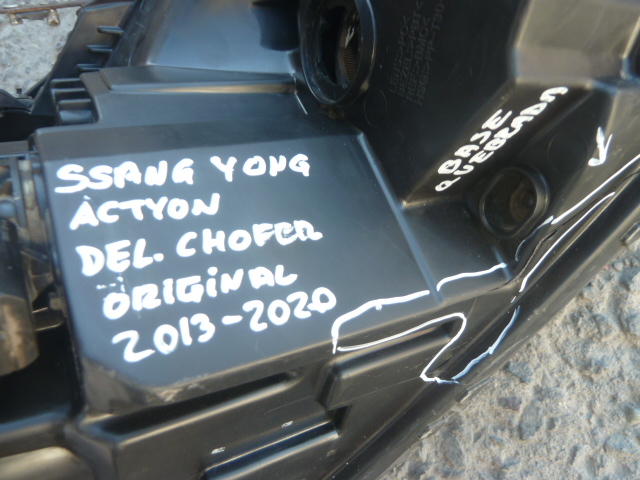 SSANG YONG
ACTYON
DEL. CHOFER
ORIGINAL
2013-2020
BASE
QUEBRADA